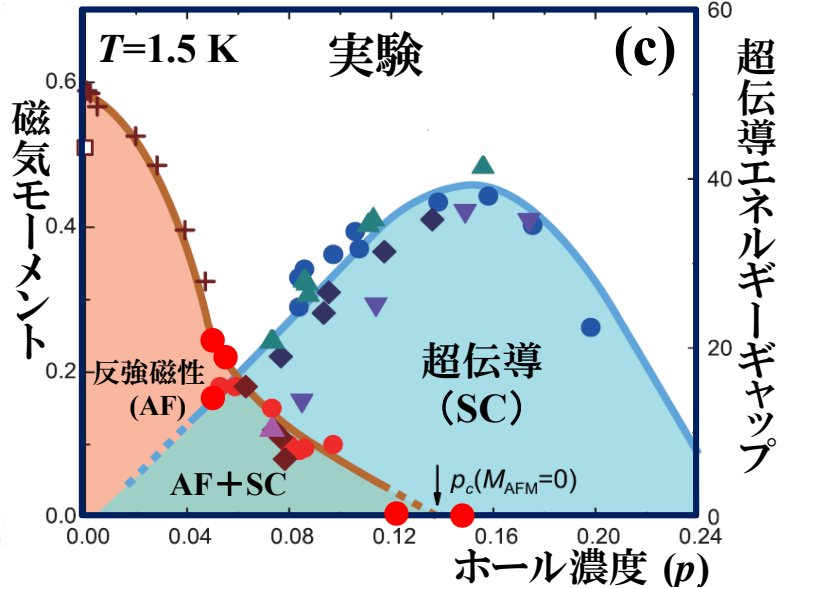 T=1.5 K
実験
(c)
磁気モーメント
超伝導エネルギーギャップ
0.6
0.4
0.2
0.0
60
40
20
0
反強磁性
(AF)
超伝導
（SC）
AF＋SC
pc(MAFM=0)
0.00
0.04
0.08
0.12
0.16
0.20
0.24
ホール濃度 (p)